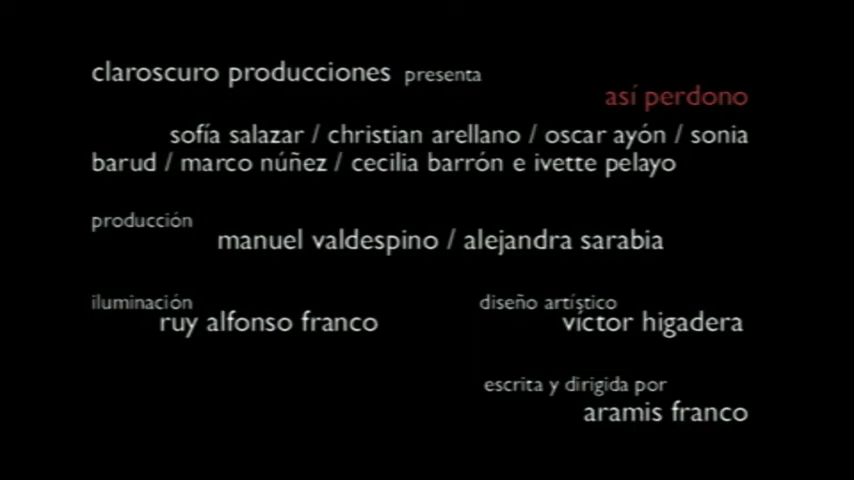 claroscuro producciones presenta
así perdono
sofía salazar / christian arellano / oscar ayón / sonia
barud / marco núñez / cecilia barrón e ivette pelayo
producción
manuel valdespino / alejandra sarabia
iluminación
ruy alfonso franco
diseño artístico
víctor higadera
escrita y dirigida por
aramis franco